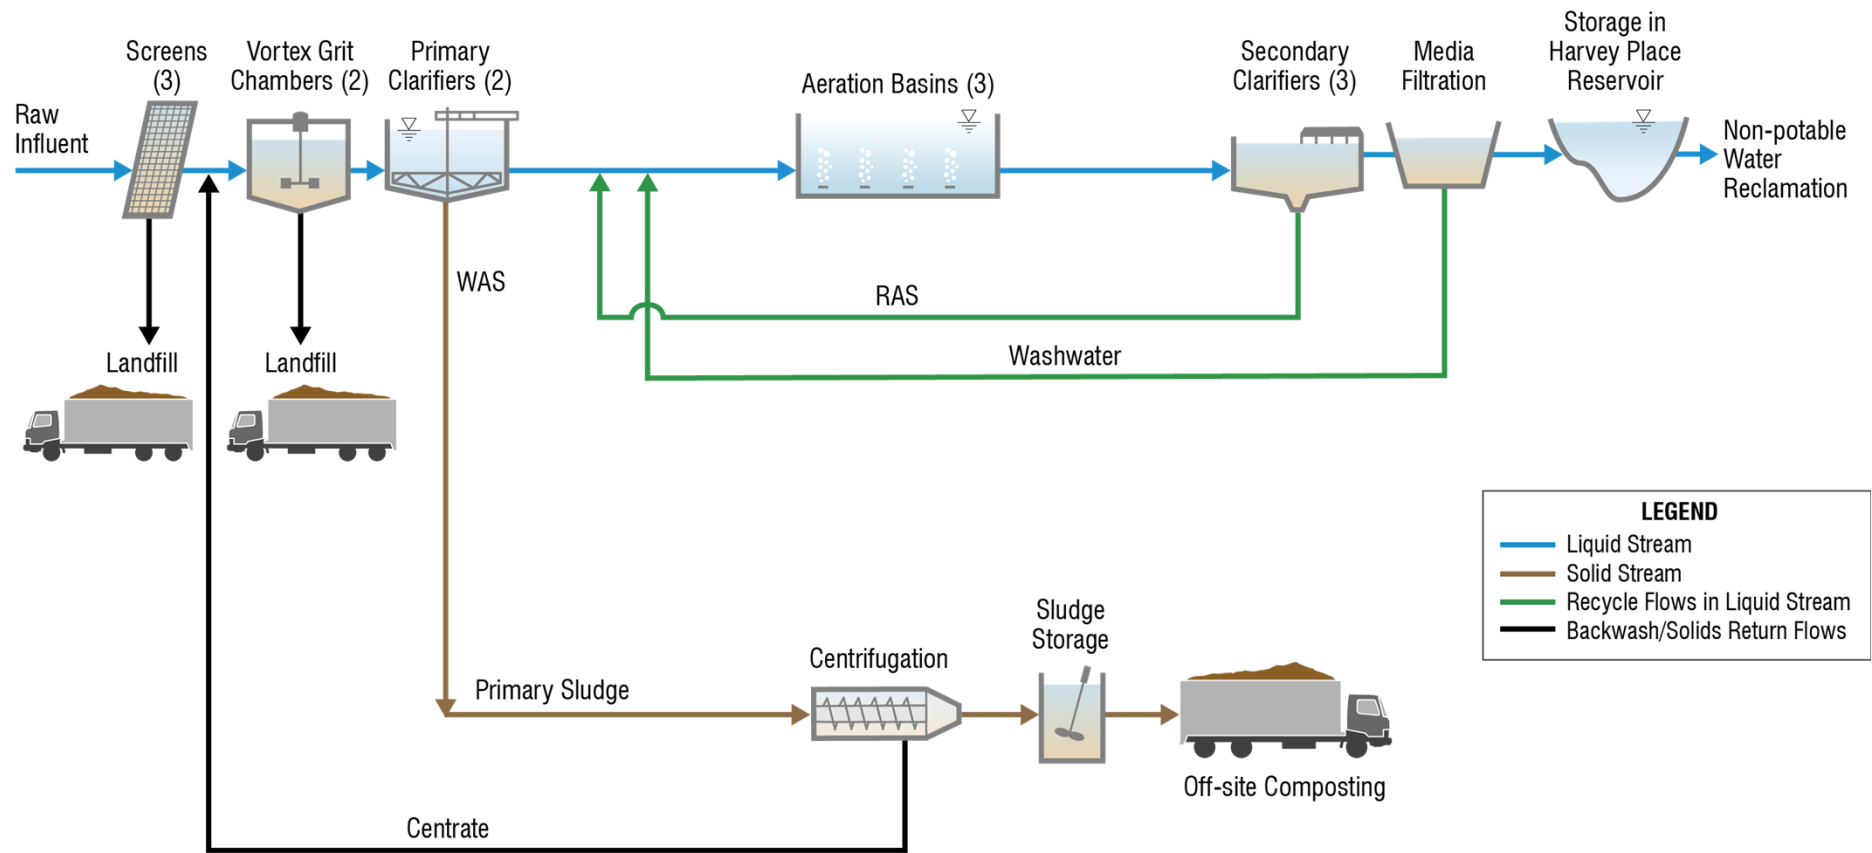 Screens
(3)
Vortex Grit
Chambers (2)
Primary
Clarifiers (2)
Aeration Basins (3)
Secondary
Clarifiers (3)
Media
Filtration
Storage in
Harvey Place
Reservoir
Raw
Influent
Non-potable
Water
Reclamation
WAS
RAS
Washwater
Landfill
Landfill
LEGEND
Liquid Stream
Solid Stream
Recycle Flows in Liquid Stream
Backwash/Solids Return Flows
Sludge
Storage
Centrifugation
Primary Sludge
Off-site Composting
Centrate